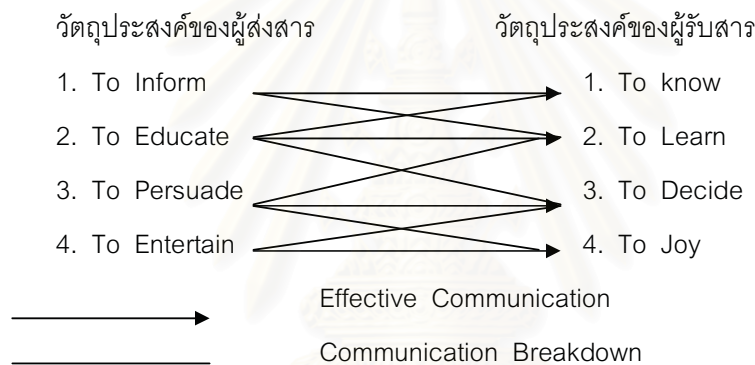 วัตถุประสงค์ของผู้ส่งสาร วัตถุประสงค์ของผู้รับสาร
1. To Inform 1. To know
2. To Educate 2. To Learn
3. To Persuade 3. To Decide
4. To Entertain 4. To Joy
Effective Communication
Communication Breakdown